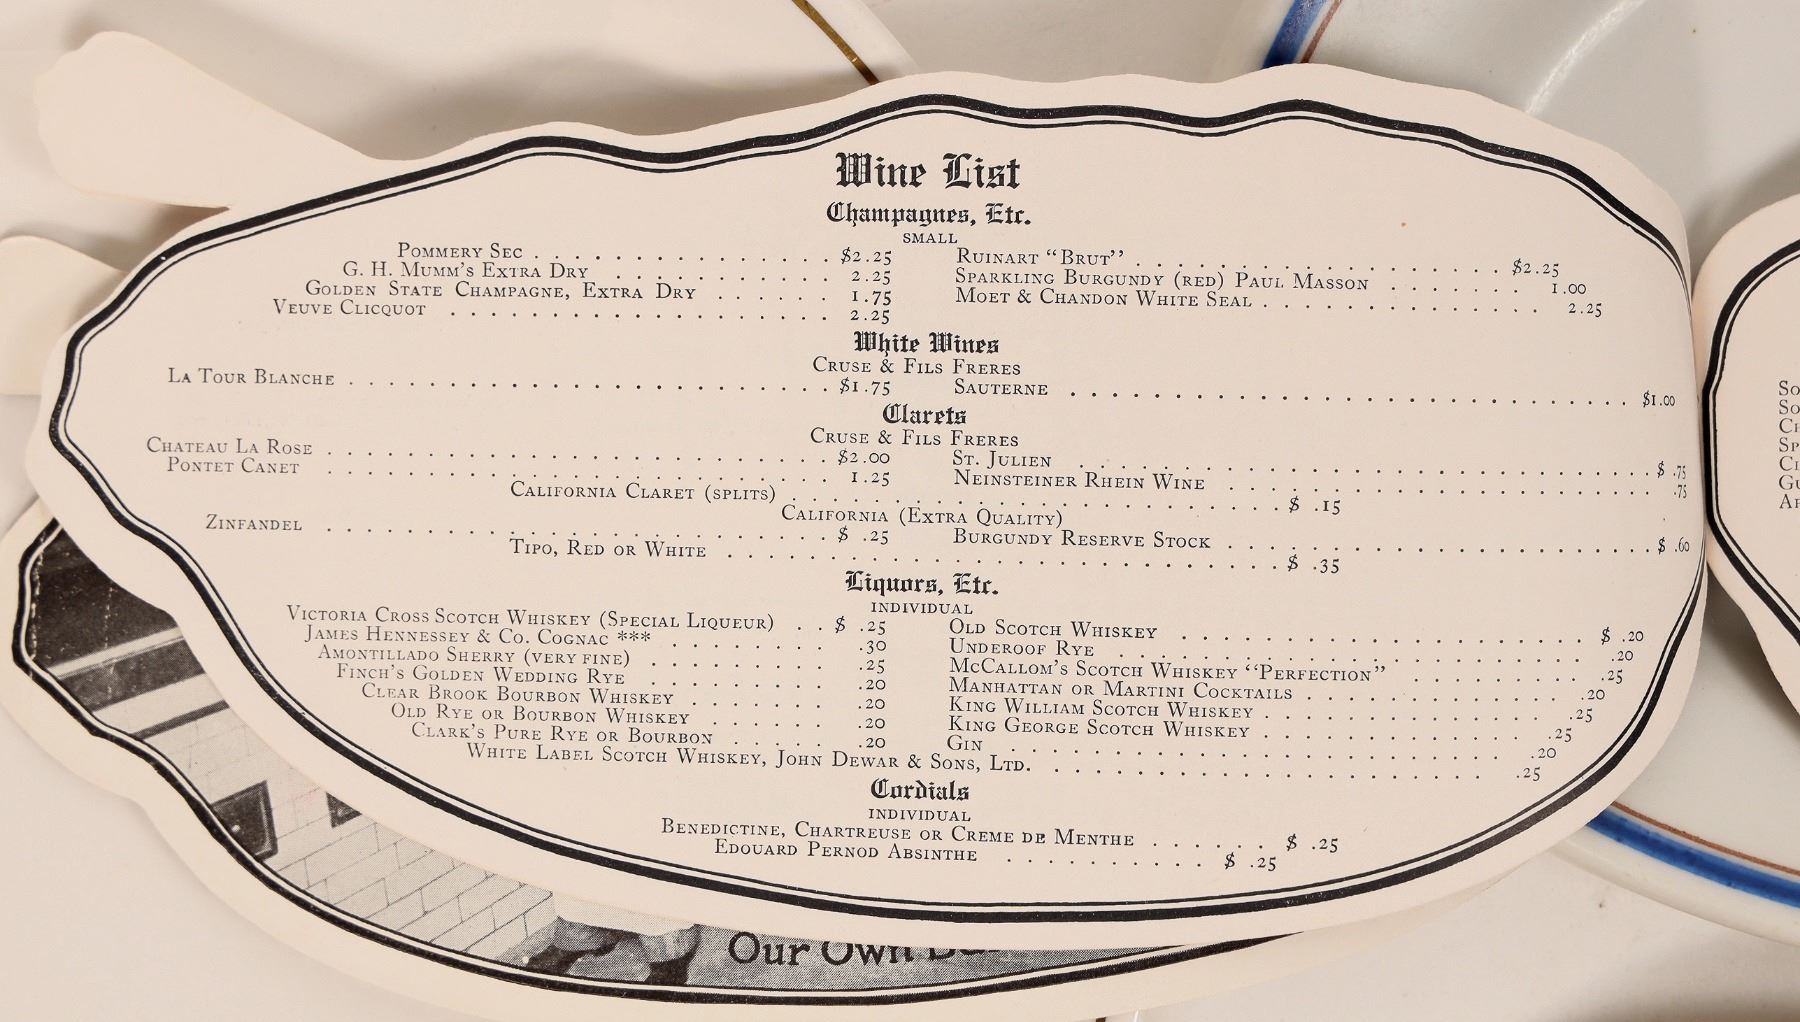 Wine List
Champagnes, Etc.
SMALL
POMMERY SEC . . . . . . . . . . . . . . . $2.25 RUINART "BRUT" . . . . . . . . . . . . . . . . . . . $2.25
G. H. MUMM'S EXTRA DRY . . . . . . . . . . . 2.25 SPARKLING BURGUNDY (RED) PAUL MASSON . . . . . . . 1.00
GOLDEN STATE CHAMPAGNE, EXTRA DRY . . . . . . 1.75 MOET & CHANDON WHITE SEAL . . . . . . . . . . . . . . 2.25
VEUVE CLICQUOT . . . . . . . . . . . . . . . . . . . 2.25
White Wines
CRUSE & FILS FRERES
LA TOUR BLANCHE . . . . . . . . . . . . . . . . . . . . . . . . $1.75 SAUTERNE . . . . . . . . . . . . . . . . . . . . . . . . . . . . $1.00
Clarets
CRUSE & FILS FRERES
CHATEAU LA ROSE . . . . . . . . . . . . . . . . . . . . . . . . . $2.00 ST. JULIEN . . . . . . . . . . . . . . . . . . . . . . . . . . . . $ .75
PONTET CANET . . . . . . . . . . . . . . . . . . . . . . . . . 1.25 NEINSTEINER RHEIN WINE . . . . . . . . . . . . . . . . . . . . . .75
CALIFORNIA CLARET (SPLITS) . . . . . . . . . . . . . . . . . . . . . . . $ .15
CALIFORNIA (EXTRA QUALITY)
ZINFANDEL . . . . . . . . . . . . . . . . . . . . . . . . . $ .25 BURGUNDY RESERVE STOCK . . . . . . . . . . . . . . . . . . . . . $ .60
TIPO, RED OR WHITE . . . . . . . . . . . . . . . . . . . . . . . . . . . $ .35
Liquors, Etc.
INDIVIDUAL
VICTORIA CROSS SCOTCH WHISKEY (SPECIAL LIQUEUR) . . $ .25 OLD SCOTCH WHISKEY . . . . . . . . . . . . . . . . . . . . $ .20
JAMES HENNESSEY & CO. COGNAC *** . . . . . . . . .30 UNDEROOF RYE . . . . . . . . . . . . . . . . . . . . . . . . .20
AMONTILLADO SHERRY (VERY FINE) . . . . . . . . . .25 MCCALLOM'S SCOTCH WHISKEY "PERFECTION" . . . . . . . . . .25
FINCH'S GOLDEN WEDDING RYE . . . . . . . . . .20 MANHATTAN OR MARTINI COCKTAILS . . . . . . . . . . . . . .20
CLEAR BROOK BOURBON WHISKEY . . . . . . . .20 KING WILLIAM SCOTCH WHISKEY . . . . . . . . . . . . . . . .25
OLD RYE OR BOURBON WHISKEY . . . . . . . .20 KING GEORGE SCOTCH WHISKEY . . . . . . . . . . . . . . .25
CLARK'S PURE RYE OR BOURBON . . . . . .20 GIN . . . . . . . . . . . . . . . . . . . . . . . . .20
WHITE LABEL SCOTCH WHISKEY, JOHN DEWAR & SONS, LTD. . . . . . . . . . . . . . . . . . . . . . .25
Cordials
INDIVIDUAL
BENEDICTINE, CHARTREUSE OR CREME DE MENTHE . . . . . . $ .25
EDOUARD PERNOD ABSINTHE . . . . . . . . . . $ .25
OUR OWN